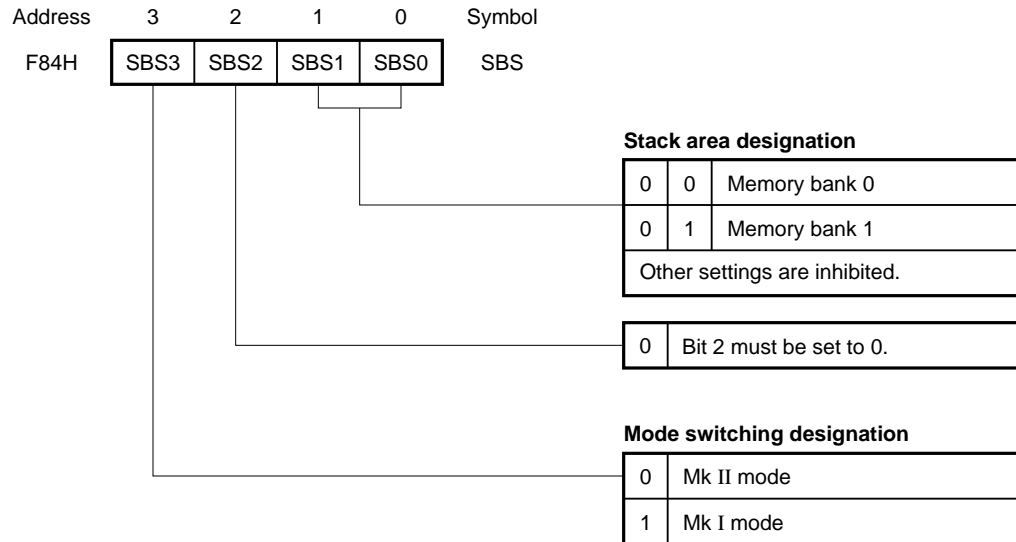 Address 3 2 1 0 Symbol
F84H SBS3 SBS2 SBS1 SBS0 SBS
Stack area designation
0 0 Memory bank 0
0 1 Memory bank 1
Other settings are inhibited.
0 Bit 2 must be set to 0.
Mode switching designation
0 Mk II mode
1 Mk I mode